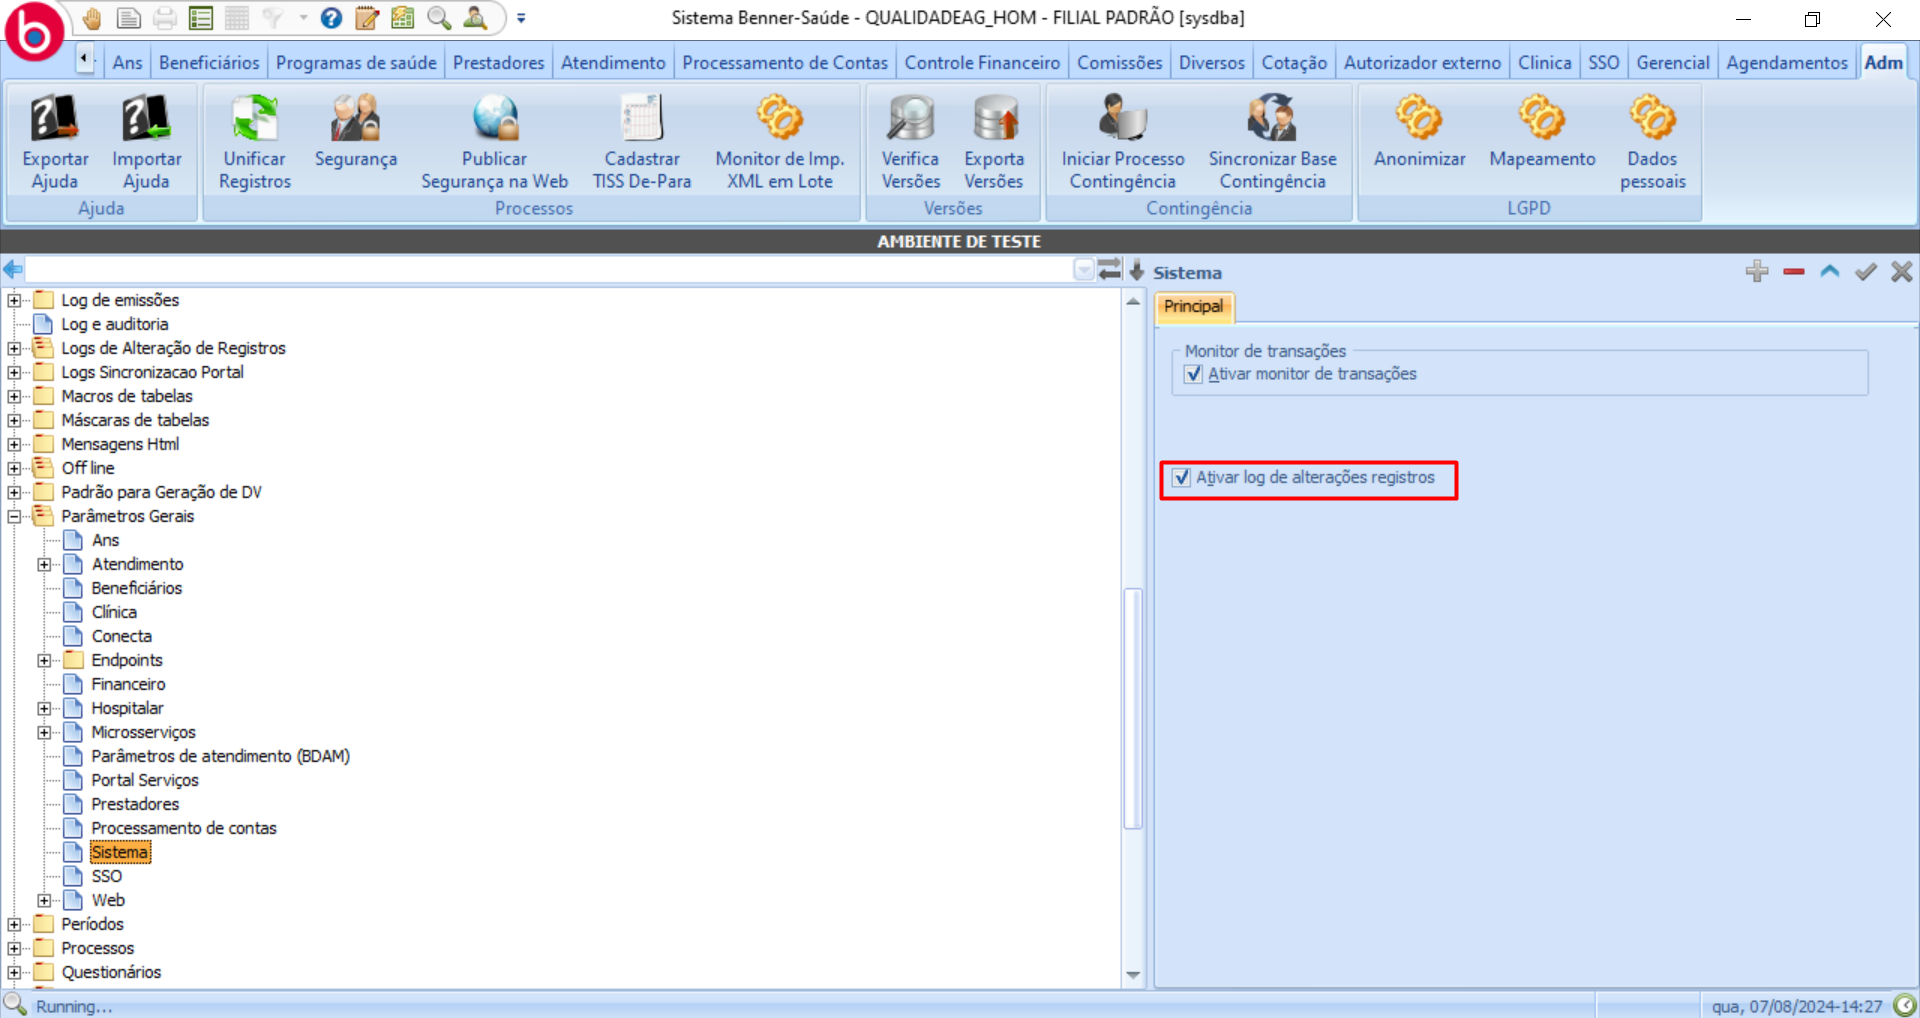 Sistema Benner-Saúde - QUALIDADEAG_HOM - FILIAL PADRÃO [sysdba]
Ans Beneficiários Programas de saúde Prestadores Atendimento Processamento de Contas Controle Financeiro Comissões Diversos Cotação Autorizador externo Clinica SSO Gerencial Agendamentos Adm
Exportar Ajuda
Importar Ajuda
Ajuda
Unificar Registros
Segurança
Publicar Segurança na Web
Cadastrar TISS De-Para
Monitor de Imp. XML em Lote
Processos
Verifica Versões
Exporta Versões
Versões
Iniciar Processo Contingência
Sincronizar Base Contingência
Contingência
Anonimizar
Mapeamento
Dados pessoais
LGPD
AMBIENTE DE TESTE
Log de emissões
Log e auditoria
Logs de Alteração de Registros
Logs Sincronizacao Portal
Macros de tabelas
Máscaras de tabelas
Mensagens Html
Off line
Padrão para Geração de DV
Parâmetros Gerais
Ans
Atendimento
Beneficiários
Clínica
Conecta
Endpoints
Financeiro
Hospitalar
Microsserviços
Parâmetros de atendimento (BDAM)
Portal Serviços
Prestadores
Processamento de contas
Sistema
SSO
Web
Períodos
Processos
Questionários
Sistema
Principal
Monitor de transações
Ativar monitor de transações
Ativar log de alterações registros
Running...
qua, 07/08/2024-14:27